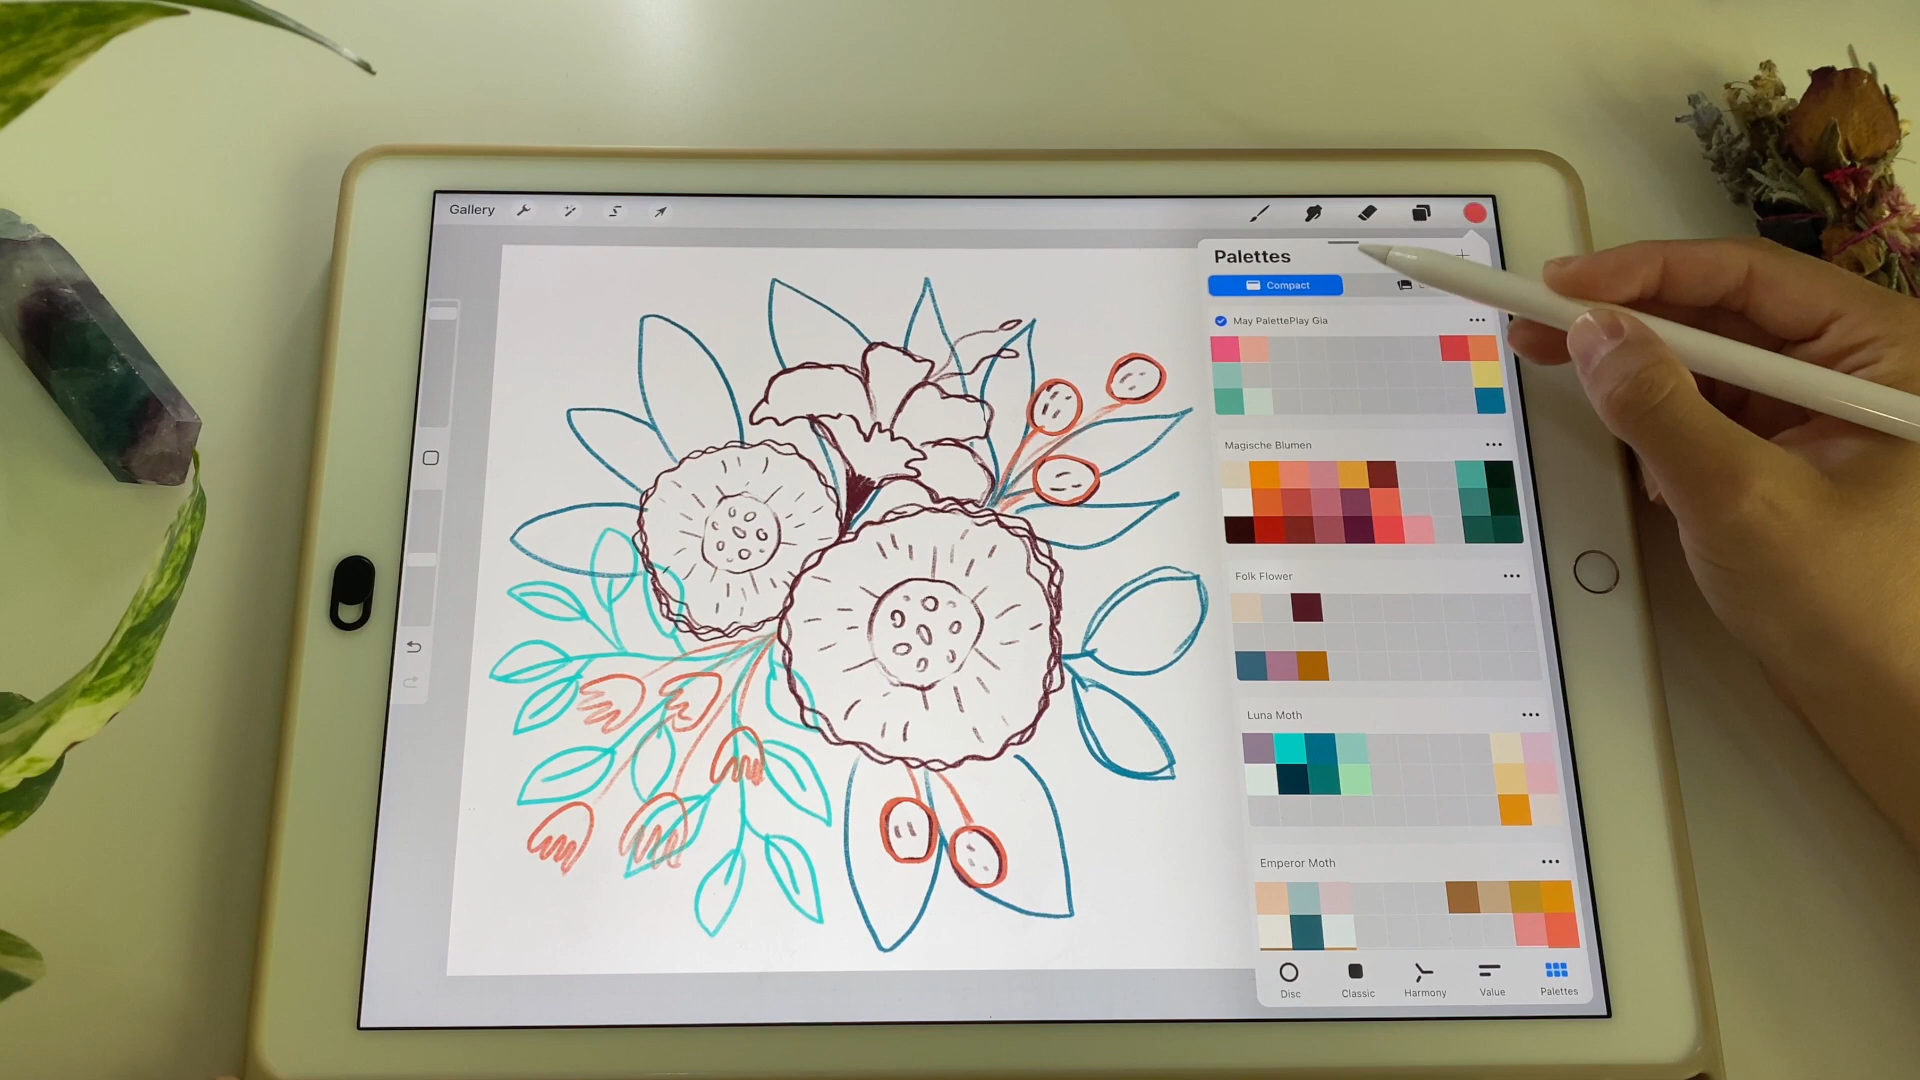 Gallery
Palettes
Compact
May PalettePlay Gia
Magische Blumen
Folk Flower
Luna Moth
Emperor Moth
Disc
Classic
Harmony
Value
Palettes